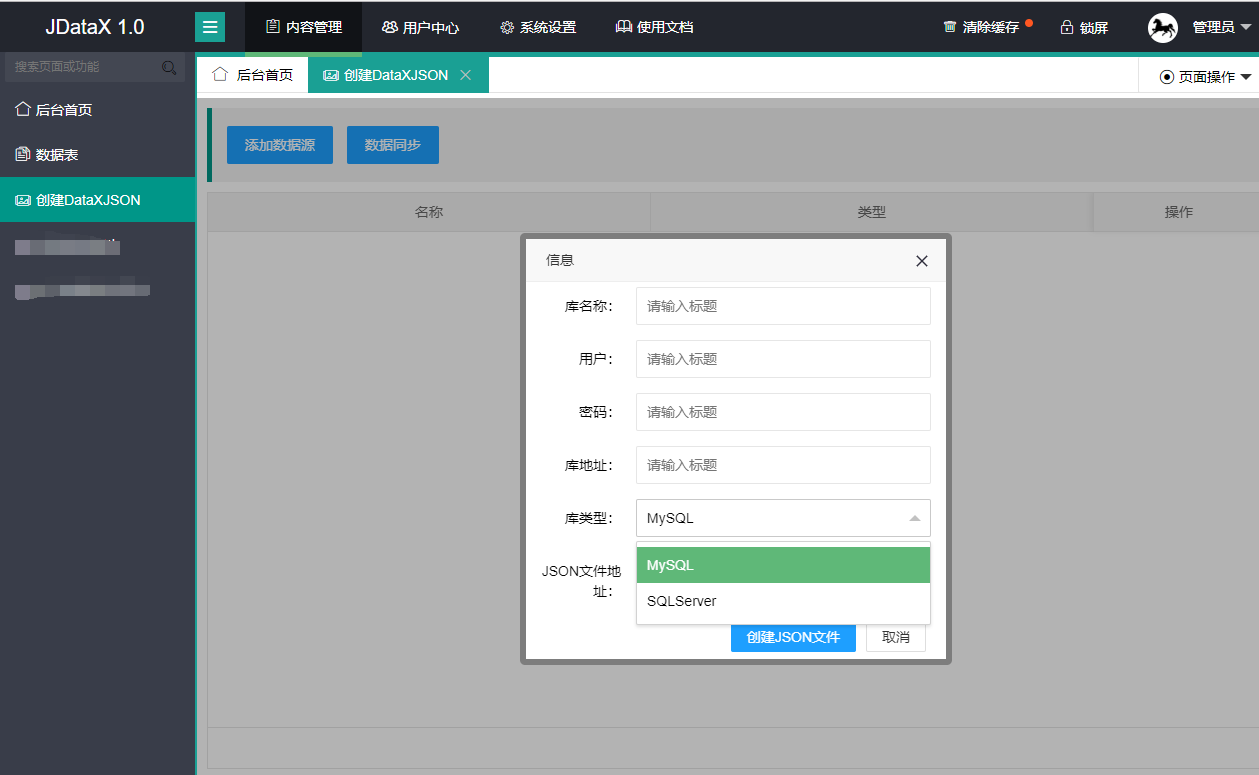 JDataX 1.0
内容管理
用户中心
系统设置
使用文档
清除缓存
锁屏
管理员
搜索页面或功能
后台首页
创建DataXJSON
页面操作
后台首页
数据表
创建DataXJSON
添加数据源
数据同步
名称
类型
操作
信息
库名称:
请输入标题
用户:
请输入标题
密码:
请输入标题
库地址:
请输入标题
库类型:
MySQL
MySQL
SQLServer
JSON文件地
址:
创建JSON文件
取消